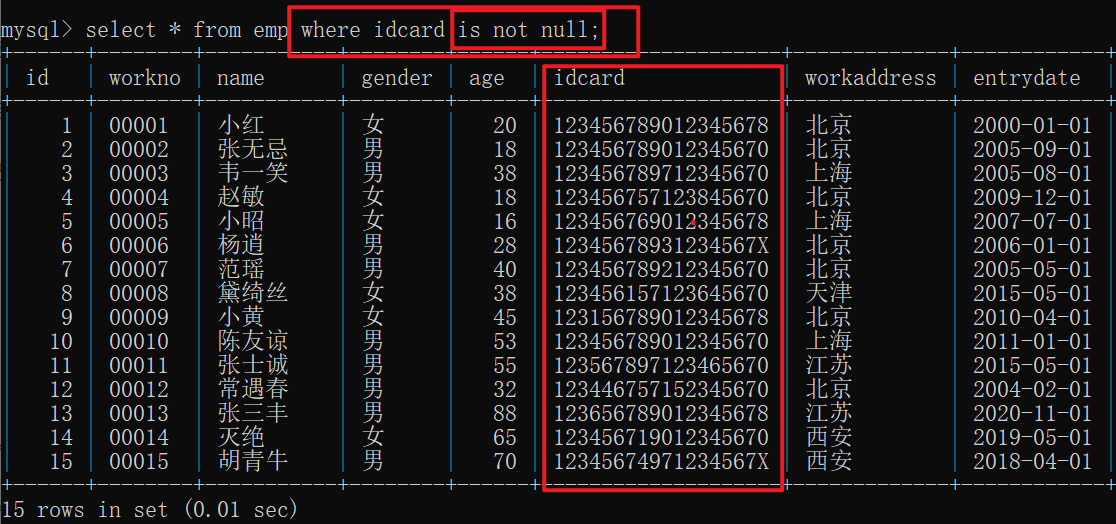 mysql> select * from emp where idcard is not null;
id workno name gender age idcard workaddress entrydate
1 00001 小红 女 20 123456789012345678 北京 2000-01-01
2 00002 张无忌 男 18 123456789012345670 北京 2005-09-01
3 00003 韦一笑 男 38 123456789712345670 上海 2005-08-01
4 00004 赵敏 女 18 123456757123845670 北京 2009-12-01
5 00005 小昭 女 16 123456769012345678 上海 2007-07-01
6 00006 杨逍 男 28 12345678931234567X 北京 2006-01-01
7 00007 范瑶 男 40 123456789212345670 北京 2005-05-01
8 00008 黛绮丝 女 38 123456157123645670 天津 2015-05-01
9 00009 小黄 女 45 123156789012345678 北京 2010-04-01
10 00010 陈友谅 男 53 123456789012345670 上海 2011-01-01
11 00011 张士诚 男 55 123567897123465670 江苏 2015-05-01
12 00012 常遇春 男 32 123446757152345670 北京 2004-02-01
13 00013 张三丰 男 88 123656789012345678 江苏 2020-11-01
14 00014 灭绝 女 65 123456719012345670 西安 2019-05-01
15 00015 胡青牛 男 70 12345674971234567X 西安 2018-04-01
15 rows in set (0.01 sec)